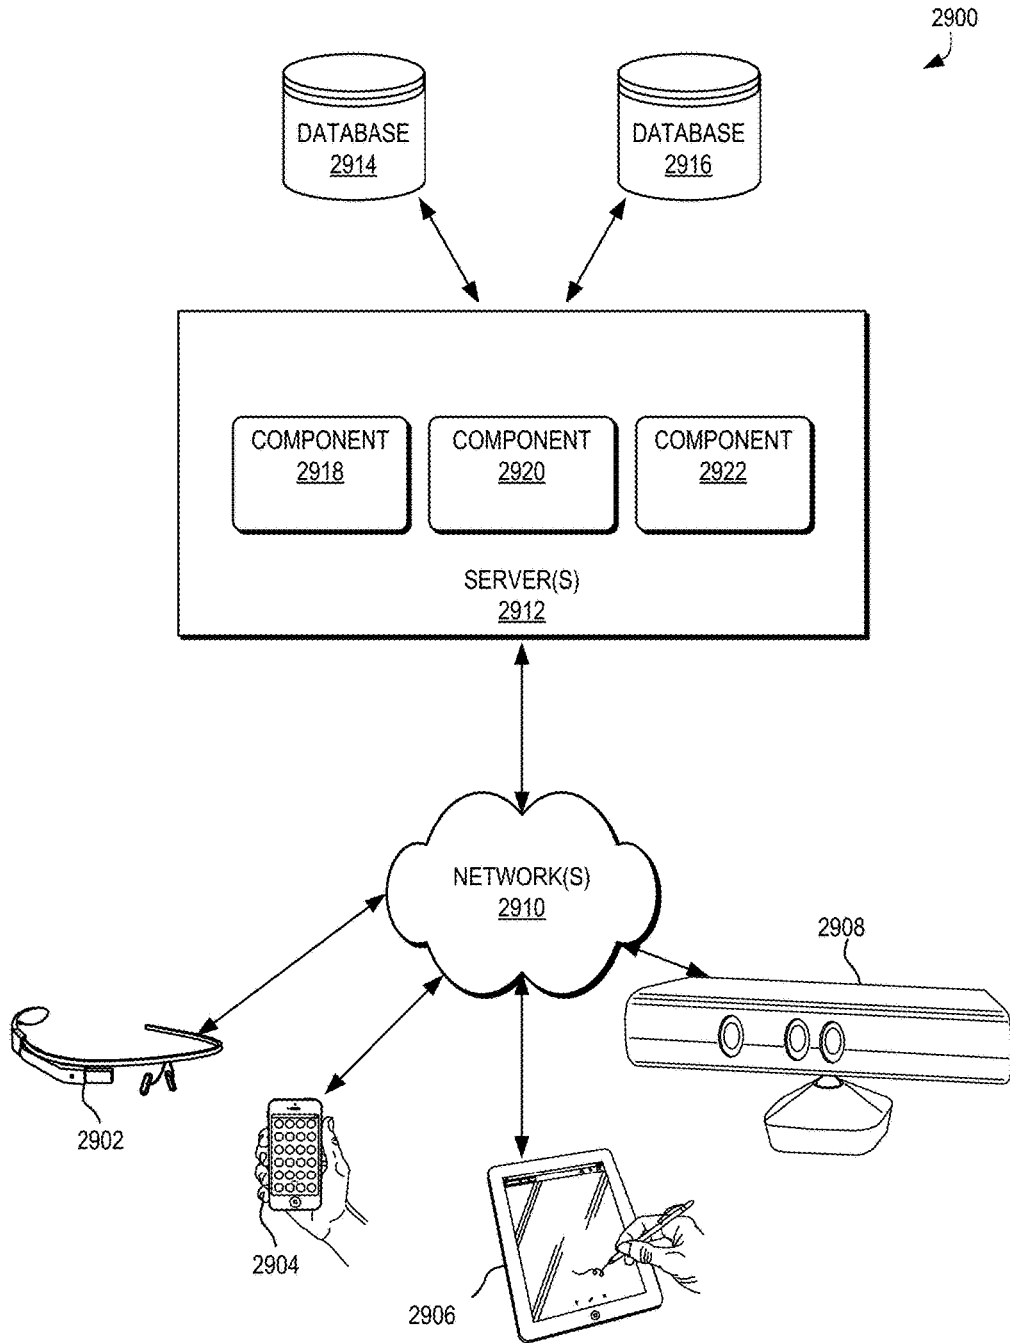 2900
DATABASE
2914
DATABASE
2916
COMPONENT
2918
COMPONENT
2920
COMPONENT
2922
SERVER(S)
2912
NETWORK(S)
2910
2908
2902
2904
2906